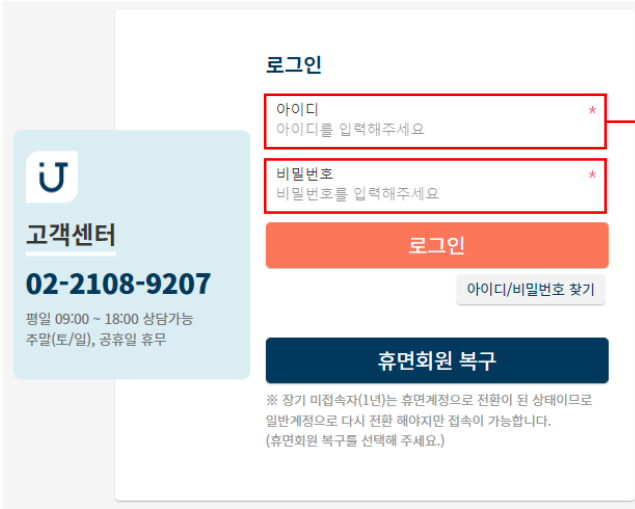 로그인
아이디 *
아이디를 입력해주세요
비밀번호 *
비밀번호를 입력해주세요
로그인
아이디/비밀번호 찾기
휴면회원 복구
※ 장기 미접속자(1년)는 휴면계정으로 전환이 된 상태이므로
일반계정으로 다시 전환 해야지만 접속이 가능합니다.
(휴면회원 복구를 선택해 주세요.)
고객센터
02-2108-9207
평일 09:00 ~ 18:00 상담가능
주말(토/일), 공휴일 휴무